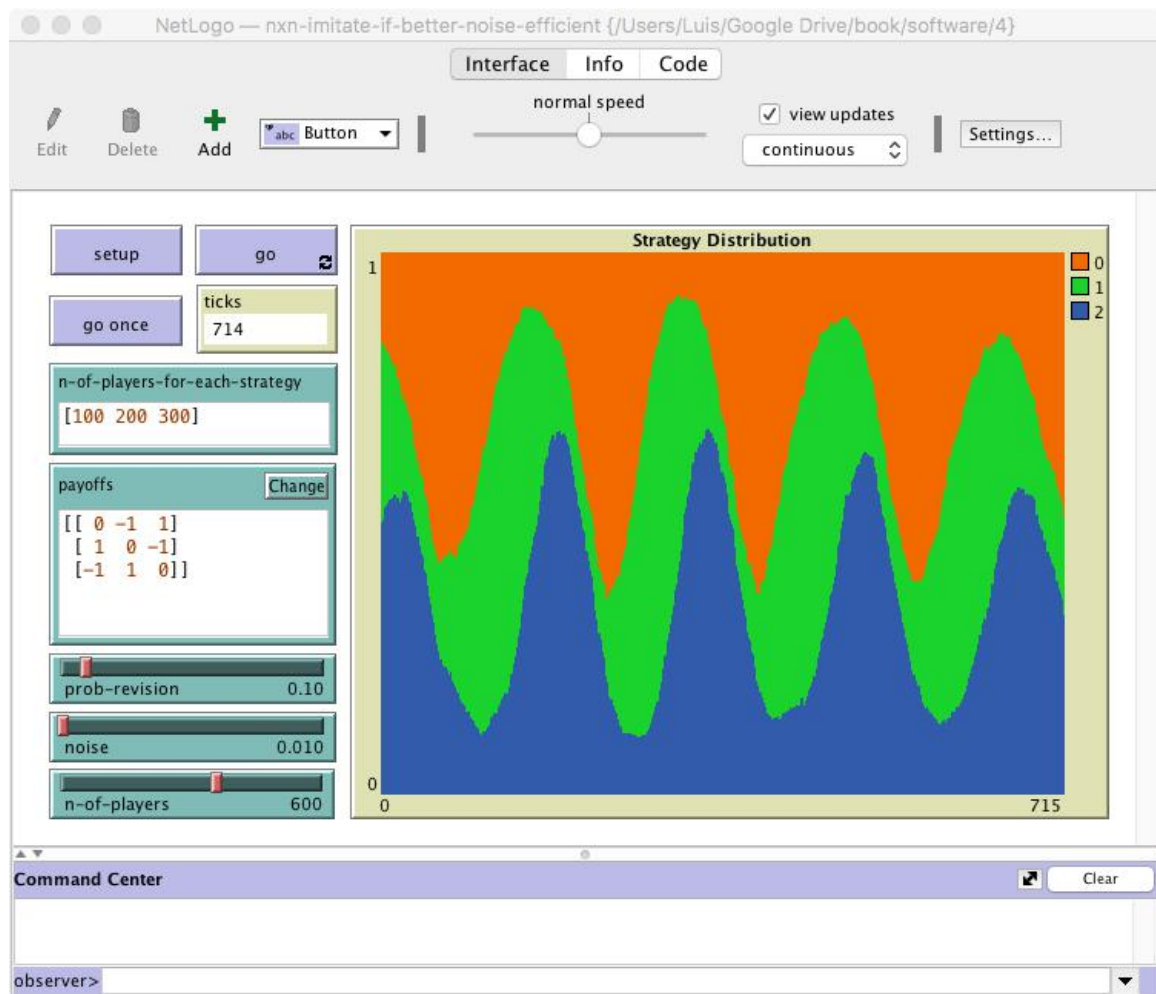 NetLogo — nxn-imitate-if-better-noise-efficient {/Users/Luis/Google Drive/book/software/4}
Interface Info Code
Edit Delete Add abc Button normal speed view updates continuous Settings...
setup go
go once ticks 714
n-of-players-for-each-strategy
[100 200 300]
payoffs Change
[[ 0 -1 1]
[ 1 0 -1]
[-1 1 0]]
prob-revision 0.10
noise 0.010
n-of-players 600
Strategy Distribution
1
0
0 715
0
1
2
Command Center Clear
observer>